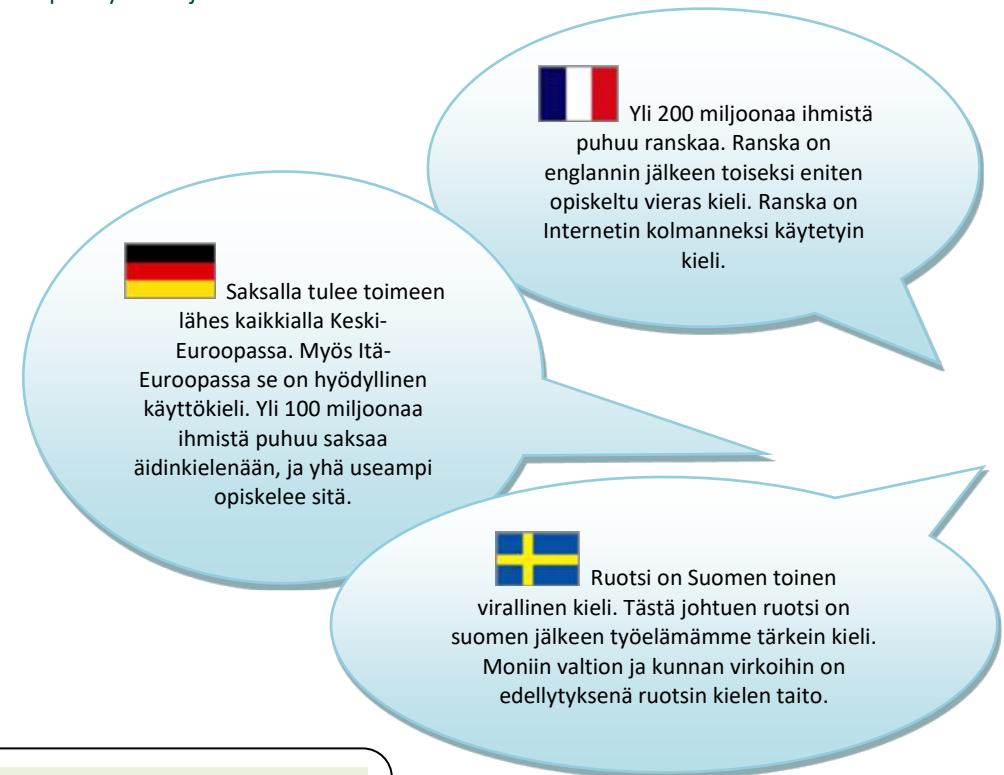 Yli 200 miljoonaa ihmistä
puhuu ranskaa. Ranska on
englannin jälkeen toiseksi eniten
opiskeltu vieras kieli. Ranska on
Internetin kolmanneksi käytetyin
kieli.
Saksalla tulee toimeen
lähes kaikkialla Keski-
Euroopassa. Myös Itä-
Euroopassa se on hyödyllinen
käyttökieli. Yli 100 miljoonaa
ihmistä puhuu saksaa
äidinkielenään, ja yhä useampi
opiskelee sitä.
Ruotsi on Suomen toinen
virallinen kieli. Tästä johtuen ruotsi on
suomen jälkeen työelämämme tärkein kieli.
Moniin valtion ja kunnan virkoihin on
edellytyksenä ruotsin kielen taito.